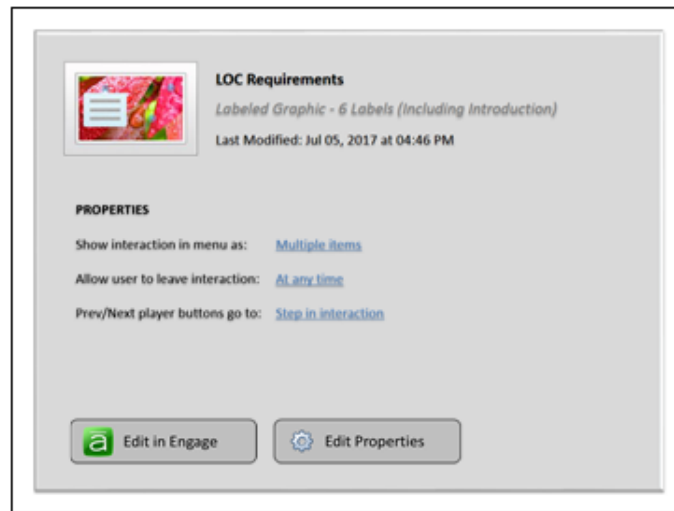 LOC Requirements
Labeled Graphic - 6 Labels (Including Introduction)
Last Modified: Jul 05, 2017 at 04:46 PM
PROPERTIES
Show interaction in menu as: Multiple items
Allow user to leave interaction: At any time
Prev/Next player buttons go to: Step in interaction
Edit in Engage
Edit Properties